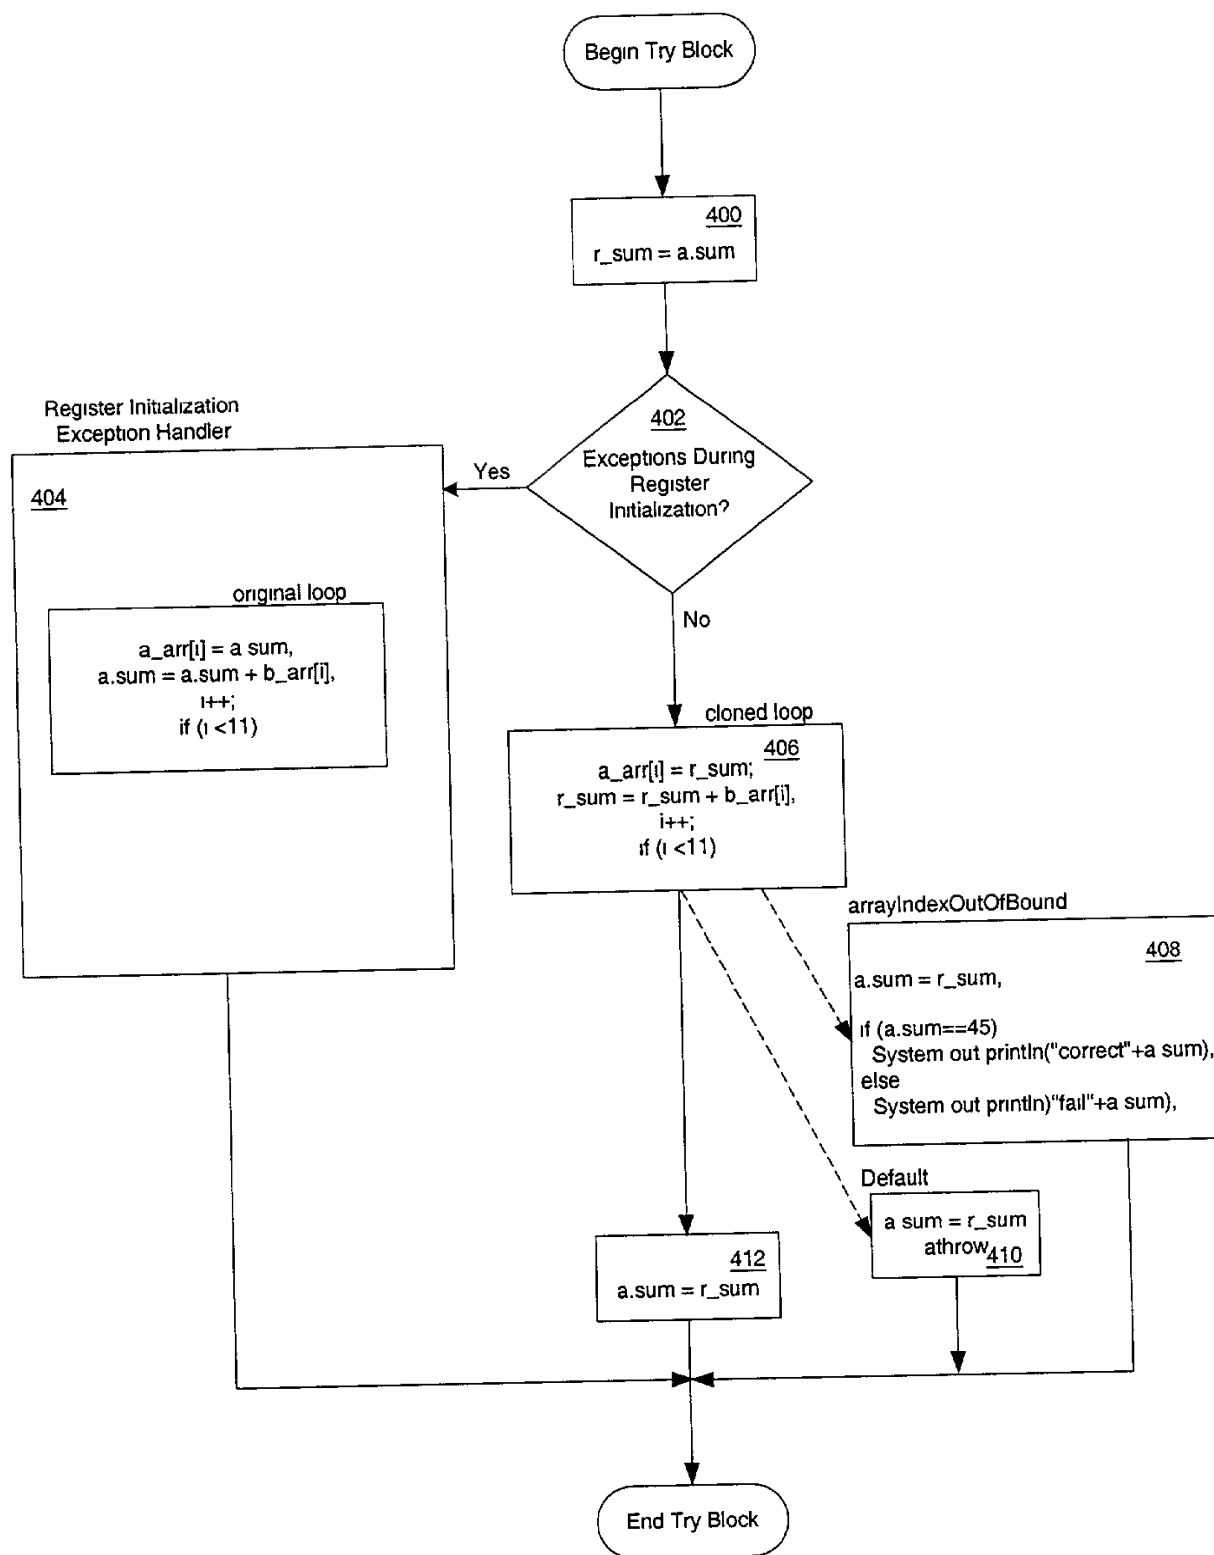 Begin Try Block
400
r_sum = a.sum
402
Exceptions During
Register
Initialization?
Yes
No
Register Initialization
Exception Handler
404
original loop
a_arr[i] = a sum,
a.sum = a.sum + b_arr[i],
i++;
if (i <11)
cloned loop
406
a_arr[i] = r_sum;
r_sum = r_sum + b_arr[i],
i++;
if (i <11)
arrayIndexOutOfBound
408
a.sum = r_sum,
if (a.sum==45)
System out println("correct"+a sum),
else
System out println)"fail"+a sum),
Default
a sum = r_sum
athrow
410
412
a.sum = r_sum
End Try Block